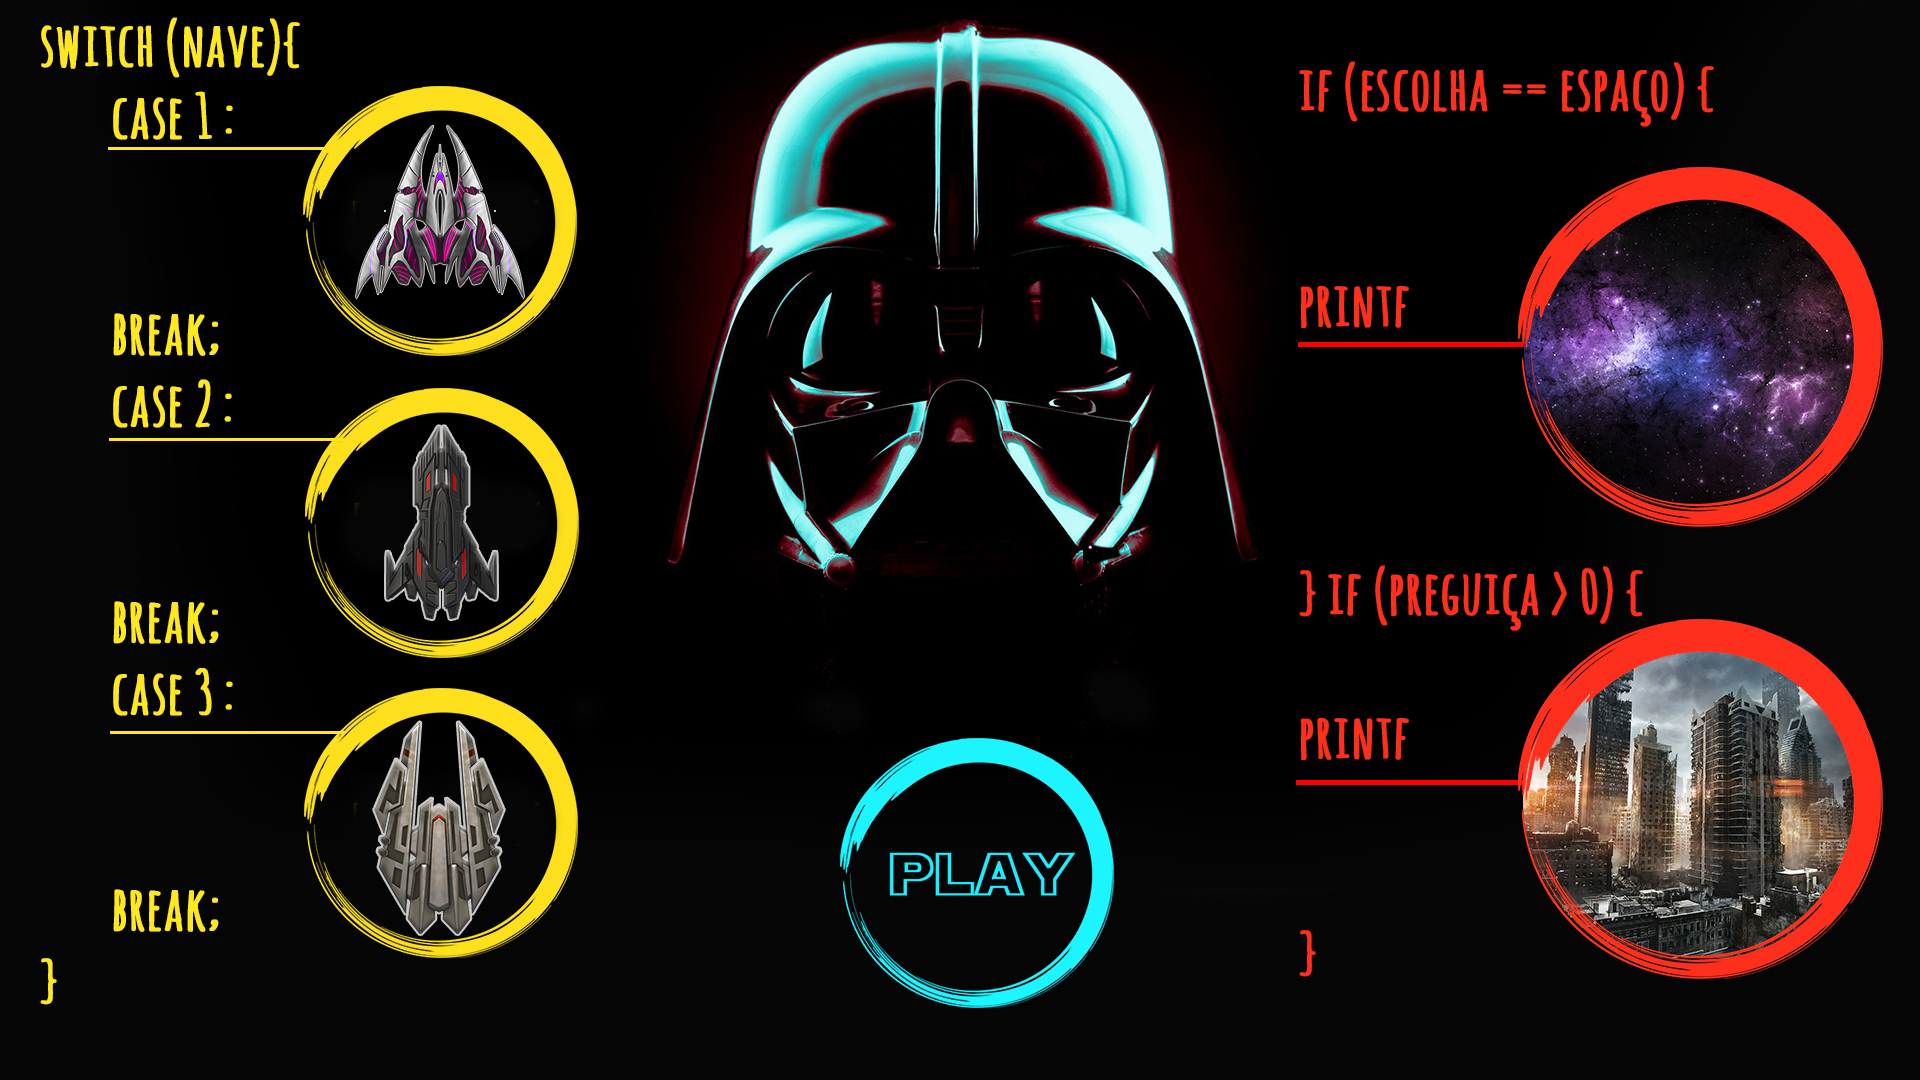 SWITCH (NAVE){
CASE 1 :
BREAK;
CASE 2 :
BREAK;
CASE 3 :
BREAK;
}
PLAY
IF (ESCOLHA == ESPAÇO) {
PRINTF
} IF (PREGUIÇA > 0) {
PRINTF
}